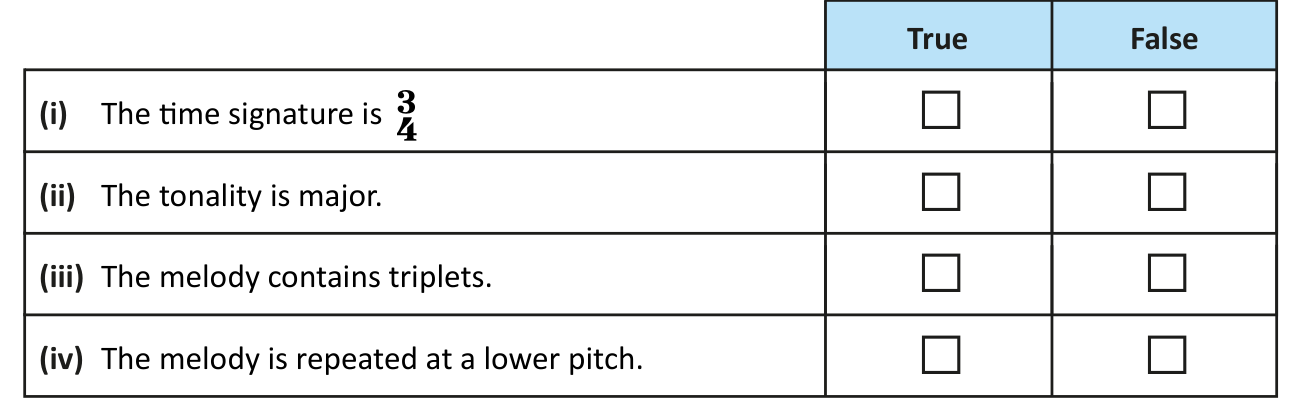 True False
(i) The time signature is 3/4
(ii) The tonality is major.
(iii) The melody contains triplets.
(iv) The melody is repeated at a lower pitch.